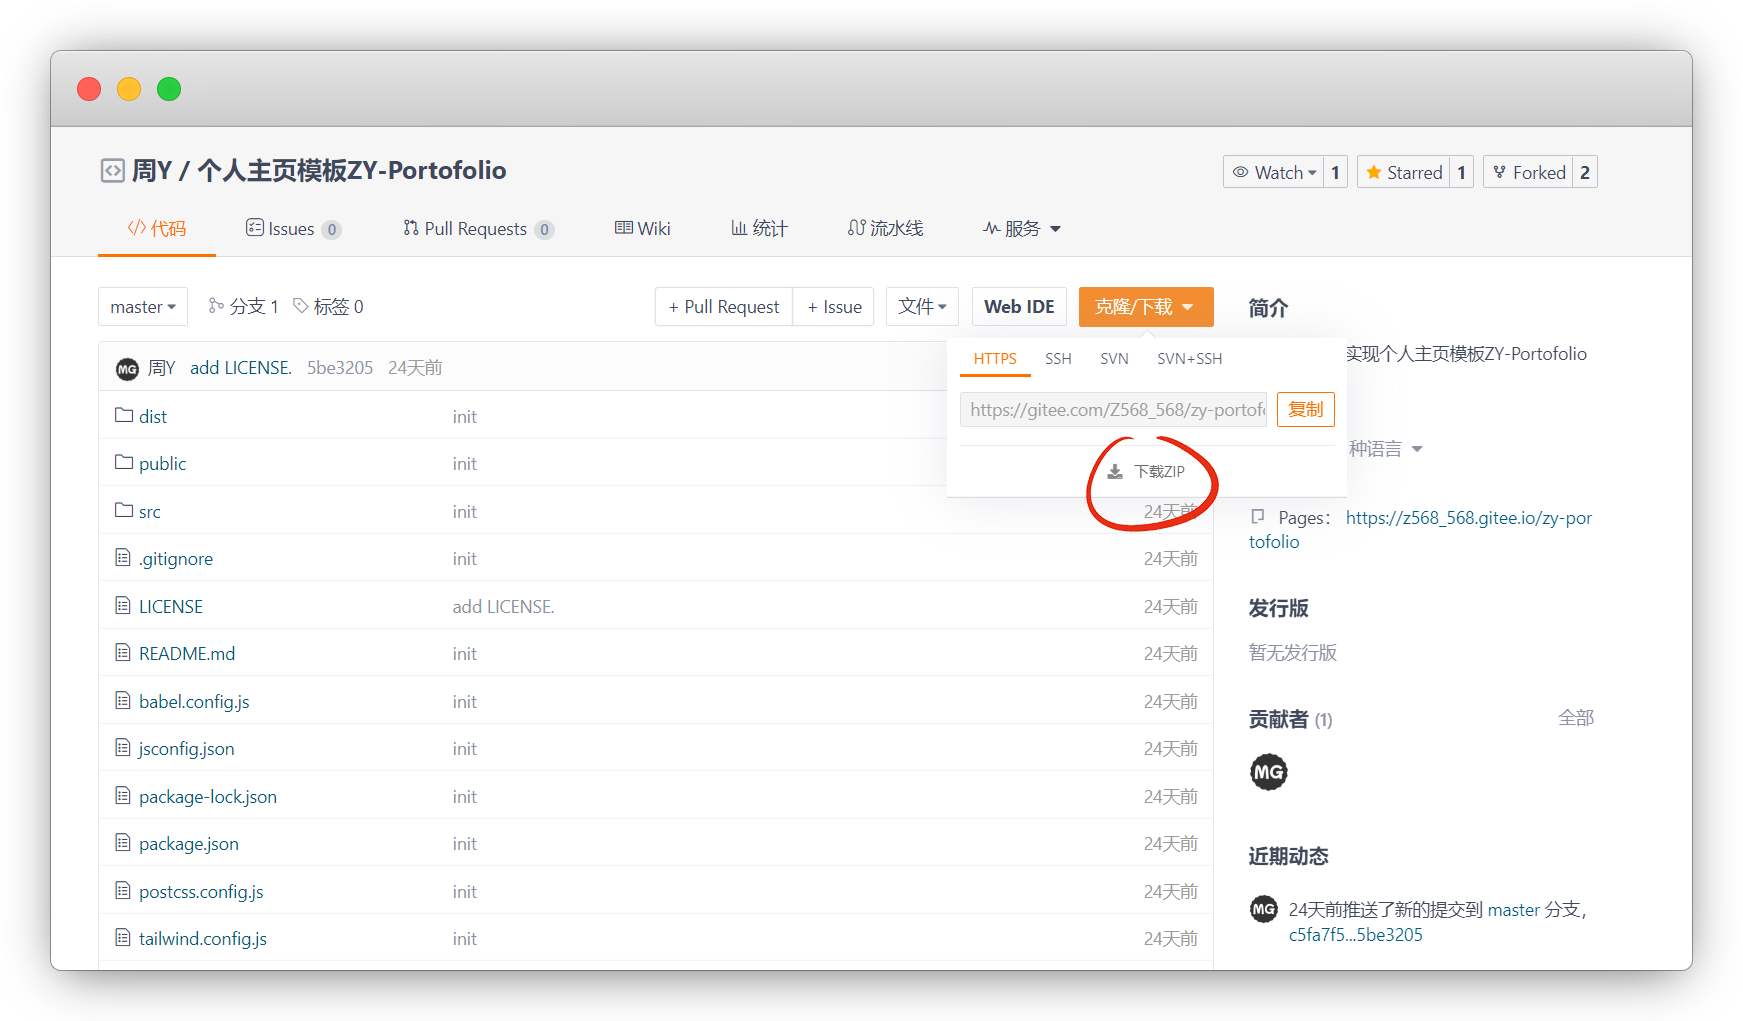 周Y / 个人主页模板ZY-Portofolio
Watch 1 Starred 1 Forked 2
代码 Issues 0 Pull Requests 0 Wiki 统计 流水线 服务
master 分支 1 标签 0 + Pull Request + Issue 文件 Web IDE 克隆/下载 简介
HTTPS SSH SVN SVN+SSH
实现个人主页模板ZY-Portofolio
MG 周Y add LICENSE. 5be3205 24天前
https://gitee.com/Z568_568/zy-portof 复制
种语言
下载ZIP
dist init
public init
src init 24天前
.gitignore init 24天前
LICENSE add LICENSE. 24天前
README.md init 24天前
babel.config.js init 24天前
jsconfig.json init 24天前
package-lock.json init 24天前
package.json init 24天前
postcss.config.js init 24天前
tailwind.config.js init 24天前
Pages： https://z568_568.gitee.io/zy-por
tofolio
发行版
暂无发行版
贡献者 (1) 全部
MG
近期动态
MG 24天前推送了新的提交到 master 分支，
c5fa7f5...5be3205